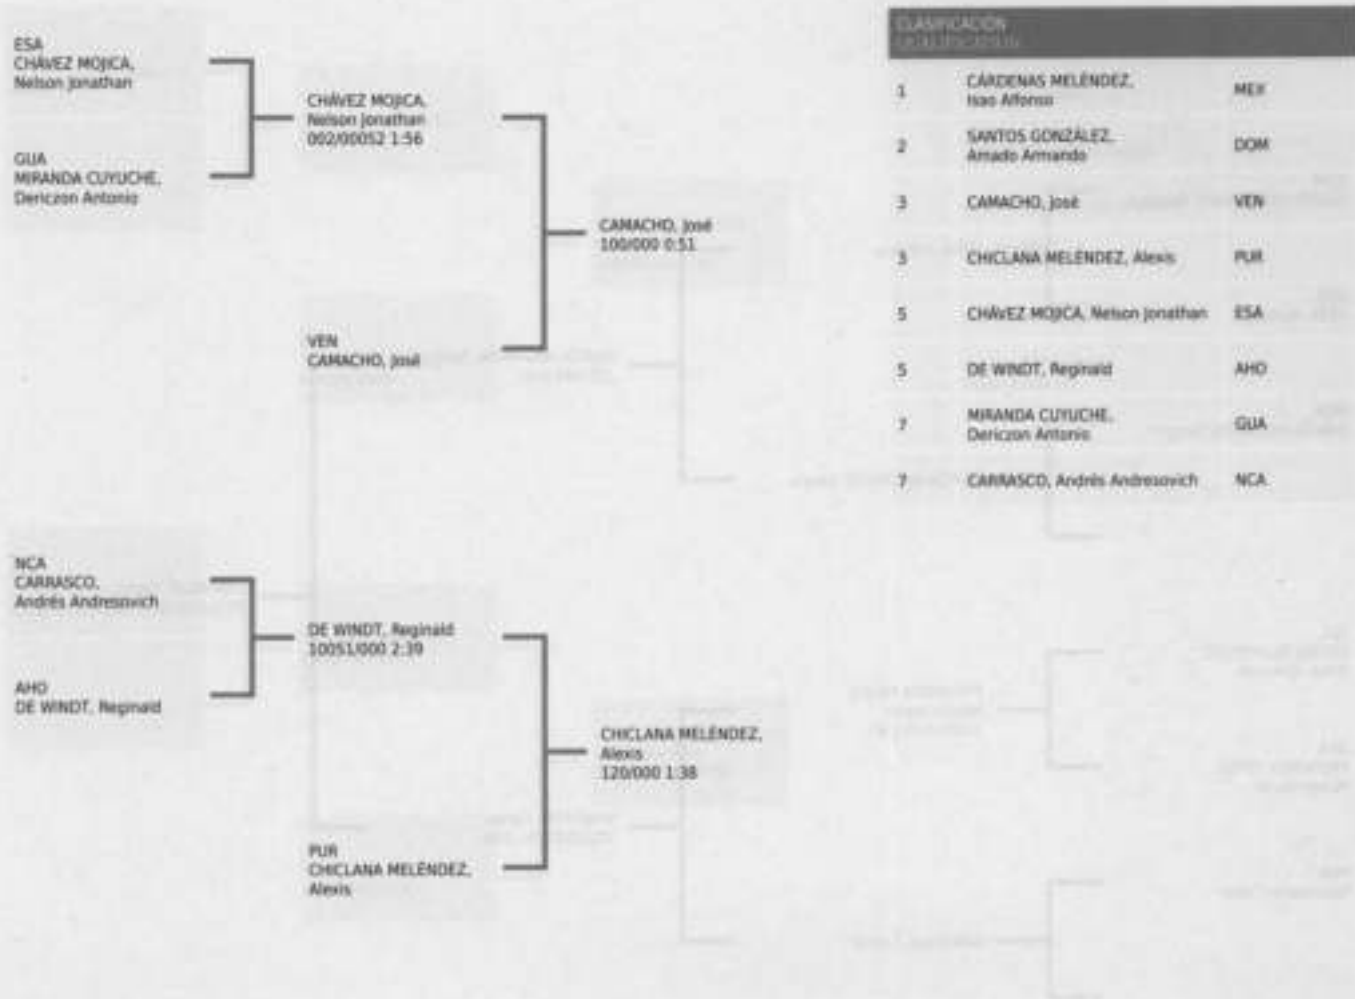 ESA
CHÁVEZ MOJICA,
Nelson Jonathan
GUA
MIRANDA CUYUCHE,
Dericzon Antonio
CHÁVEZ MOJICA,
Nelson Jonathan
002/000S2 1:56
VEN
CAMACHO, José
CAMACHO, José
100/000 0:51
NCA
CARRASCO,
Andrés Andresovich
AHO
DE WINDT, Reginald
DE WINDT, Reginald
100S1/000 2:39
PUR
CHICLANA MELÉNDEZ,
Alexis
CHICLANA MELÉNDEZ,
Alexis
120/000 1:38
CLASIFICACIÓN
1 CÁRDENAS MELÉNDEZ, MEX
Isao Alfonso
2 SANTOS GONZÁLEZ, DOM
Amado Armando
3 CAMACHO, José VEN
3 CHICLANA MELÉNDEZ, Alexis PUR
5 CHÁVEZ MOJICA, Nelson Jonathan ESA
5 DE WINDT, Reginald AHO
7 MIRANDA CUYUCHE, GUA
Dericzon Antonio
7 CARRASCO, Andrés Andresovich NCA